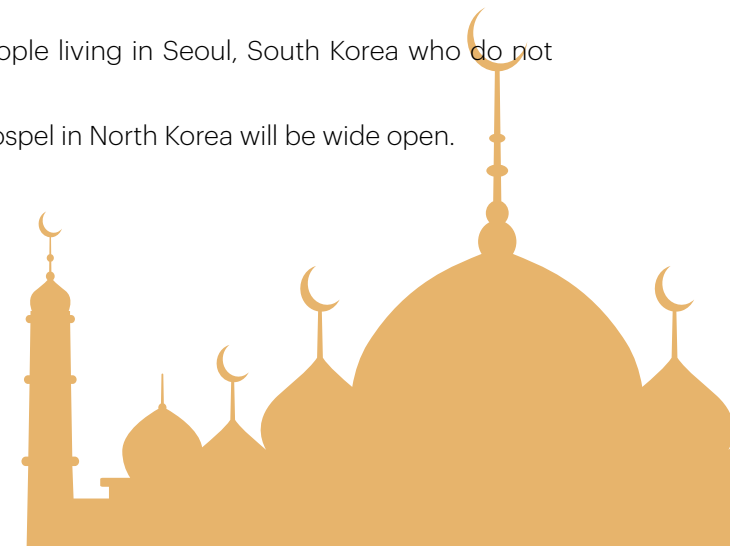 ople living in Seoul, South Korea who do not
ospel in North Korea will be wide open.